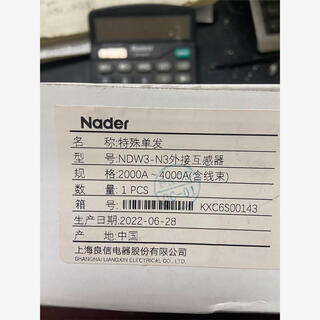 Nader
Nader
名 称:特殊单发
型 号:NDW3-N3外接互感器
规 格:2000A~4000A(含线束)
数 量:1 PCS
箱 号: KXC6S00143
生产日期:2022-06-28
产 地:中国
上海良信电器股份有限公司
SHANGHAI LIANGXIN ELECTRICAL CO., LTD.